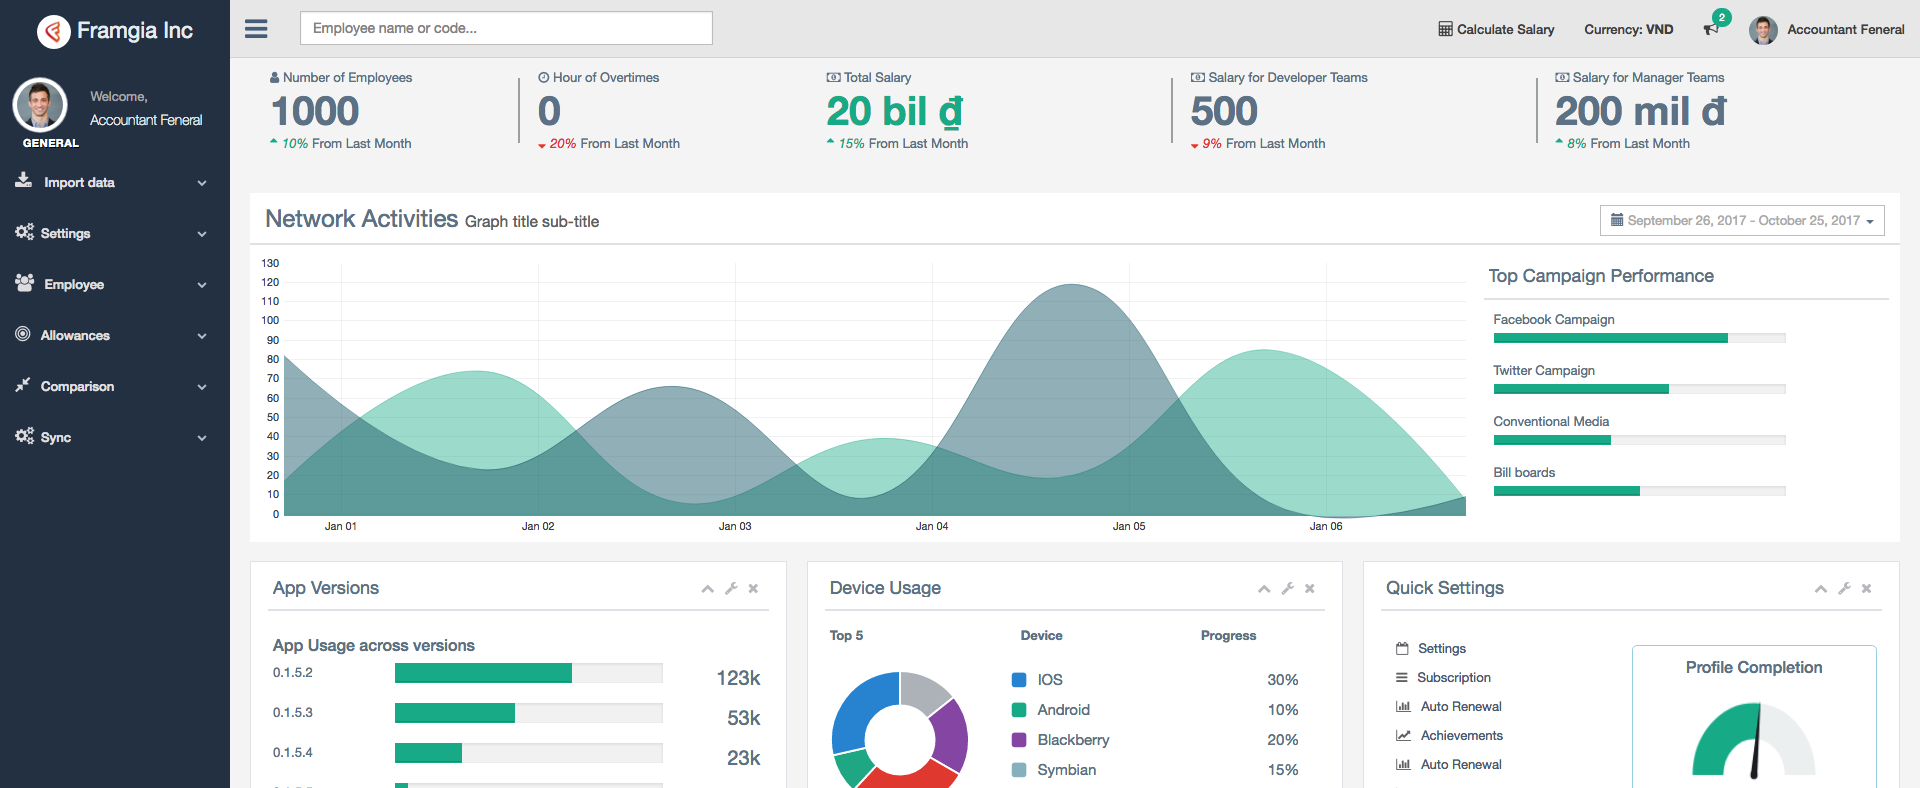 Framgia Inc
Employee name or code...
Calculate Salary
Currency: VND
2
Accountant Feneral
Welcome,
Accountant Feneral
GENERAL
Import data
Settings
Employee
Allowances
Comparison
Sync
Number of Employees
1000
10% From Last Month
Hour of Overtimes
0
20% From Last Month
Total Salary
20 bil ₫
15% From Last Month
Salary for Developer Teams
500
9% From Last Month
Salary for Manager Teams
200 mil đ
8% From Last Month
Network Activities Graph title sub-title
September 26, 2017 - October 25, 2017
130
120
110
100
90
80
70
60
50
40
30
20
10
0
Jan 01
Jan 02
Jan 03
Jan 04
Jan 05
Jan 06
Top Campaign Performance
Facebook Campaign
Twitter Campaign
Conventional Media
Bill boards
App Versions
App Usage across versions
0.1.5.2
123k
0.1.5.3
53k
0.1.5.4
23k
Device Usage
Top 5
Device
Progress
IOS
30%
Android
10%
Blackberry
20%
Symbian
15%
Quick Settings
Settings
Subscription
Auto Renewal
Achievements
Auto Renewal
Profile Completion